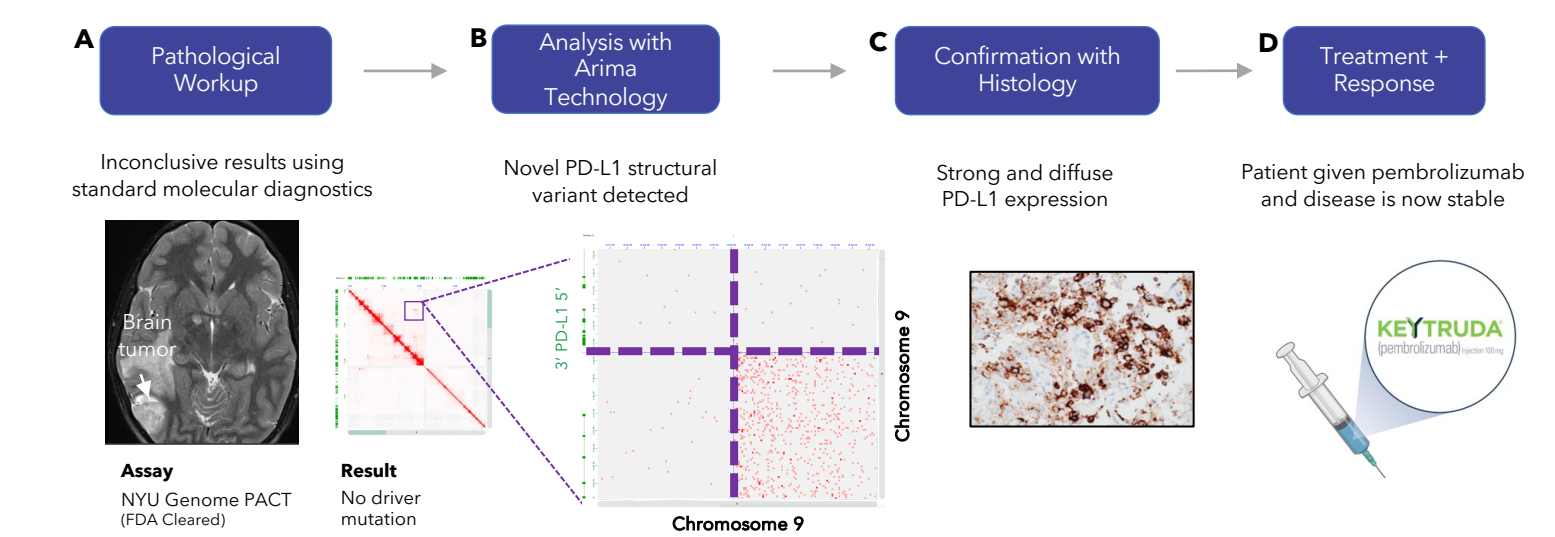 A
Pathological
Workup
B
Analysis with
Arima
Technology
C
Confirmation with
Histology
D
Treatment +
Response
Inconclusive results using
standard molecular diagnostics
Novel PD-L1 structural
variant detected
Strong and diffuse
PD-L1 expression
Patient given pembrolizumab
and disease is now stable
Brain
tumor
3’ PD-L1 5’
Chromosome 9
Chromosome 9
KEYTRUDA®
(pembrolizumab) Injection 100 mg
Assay
NYU Genome PACT
(FDA Cleared)
Result
No driver
mutation